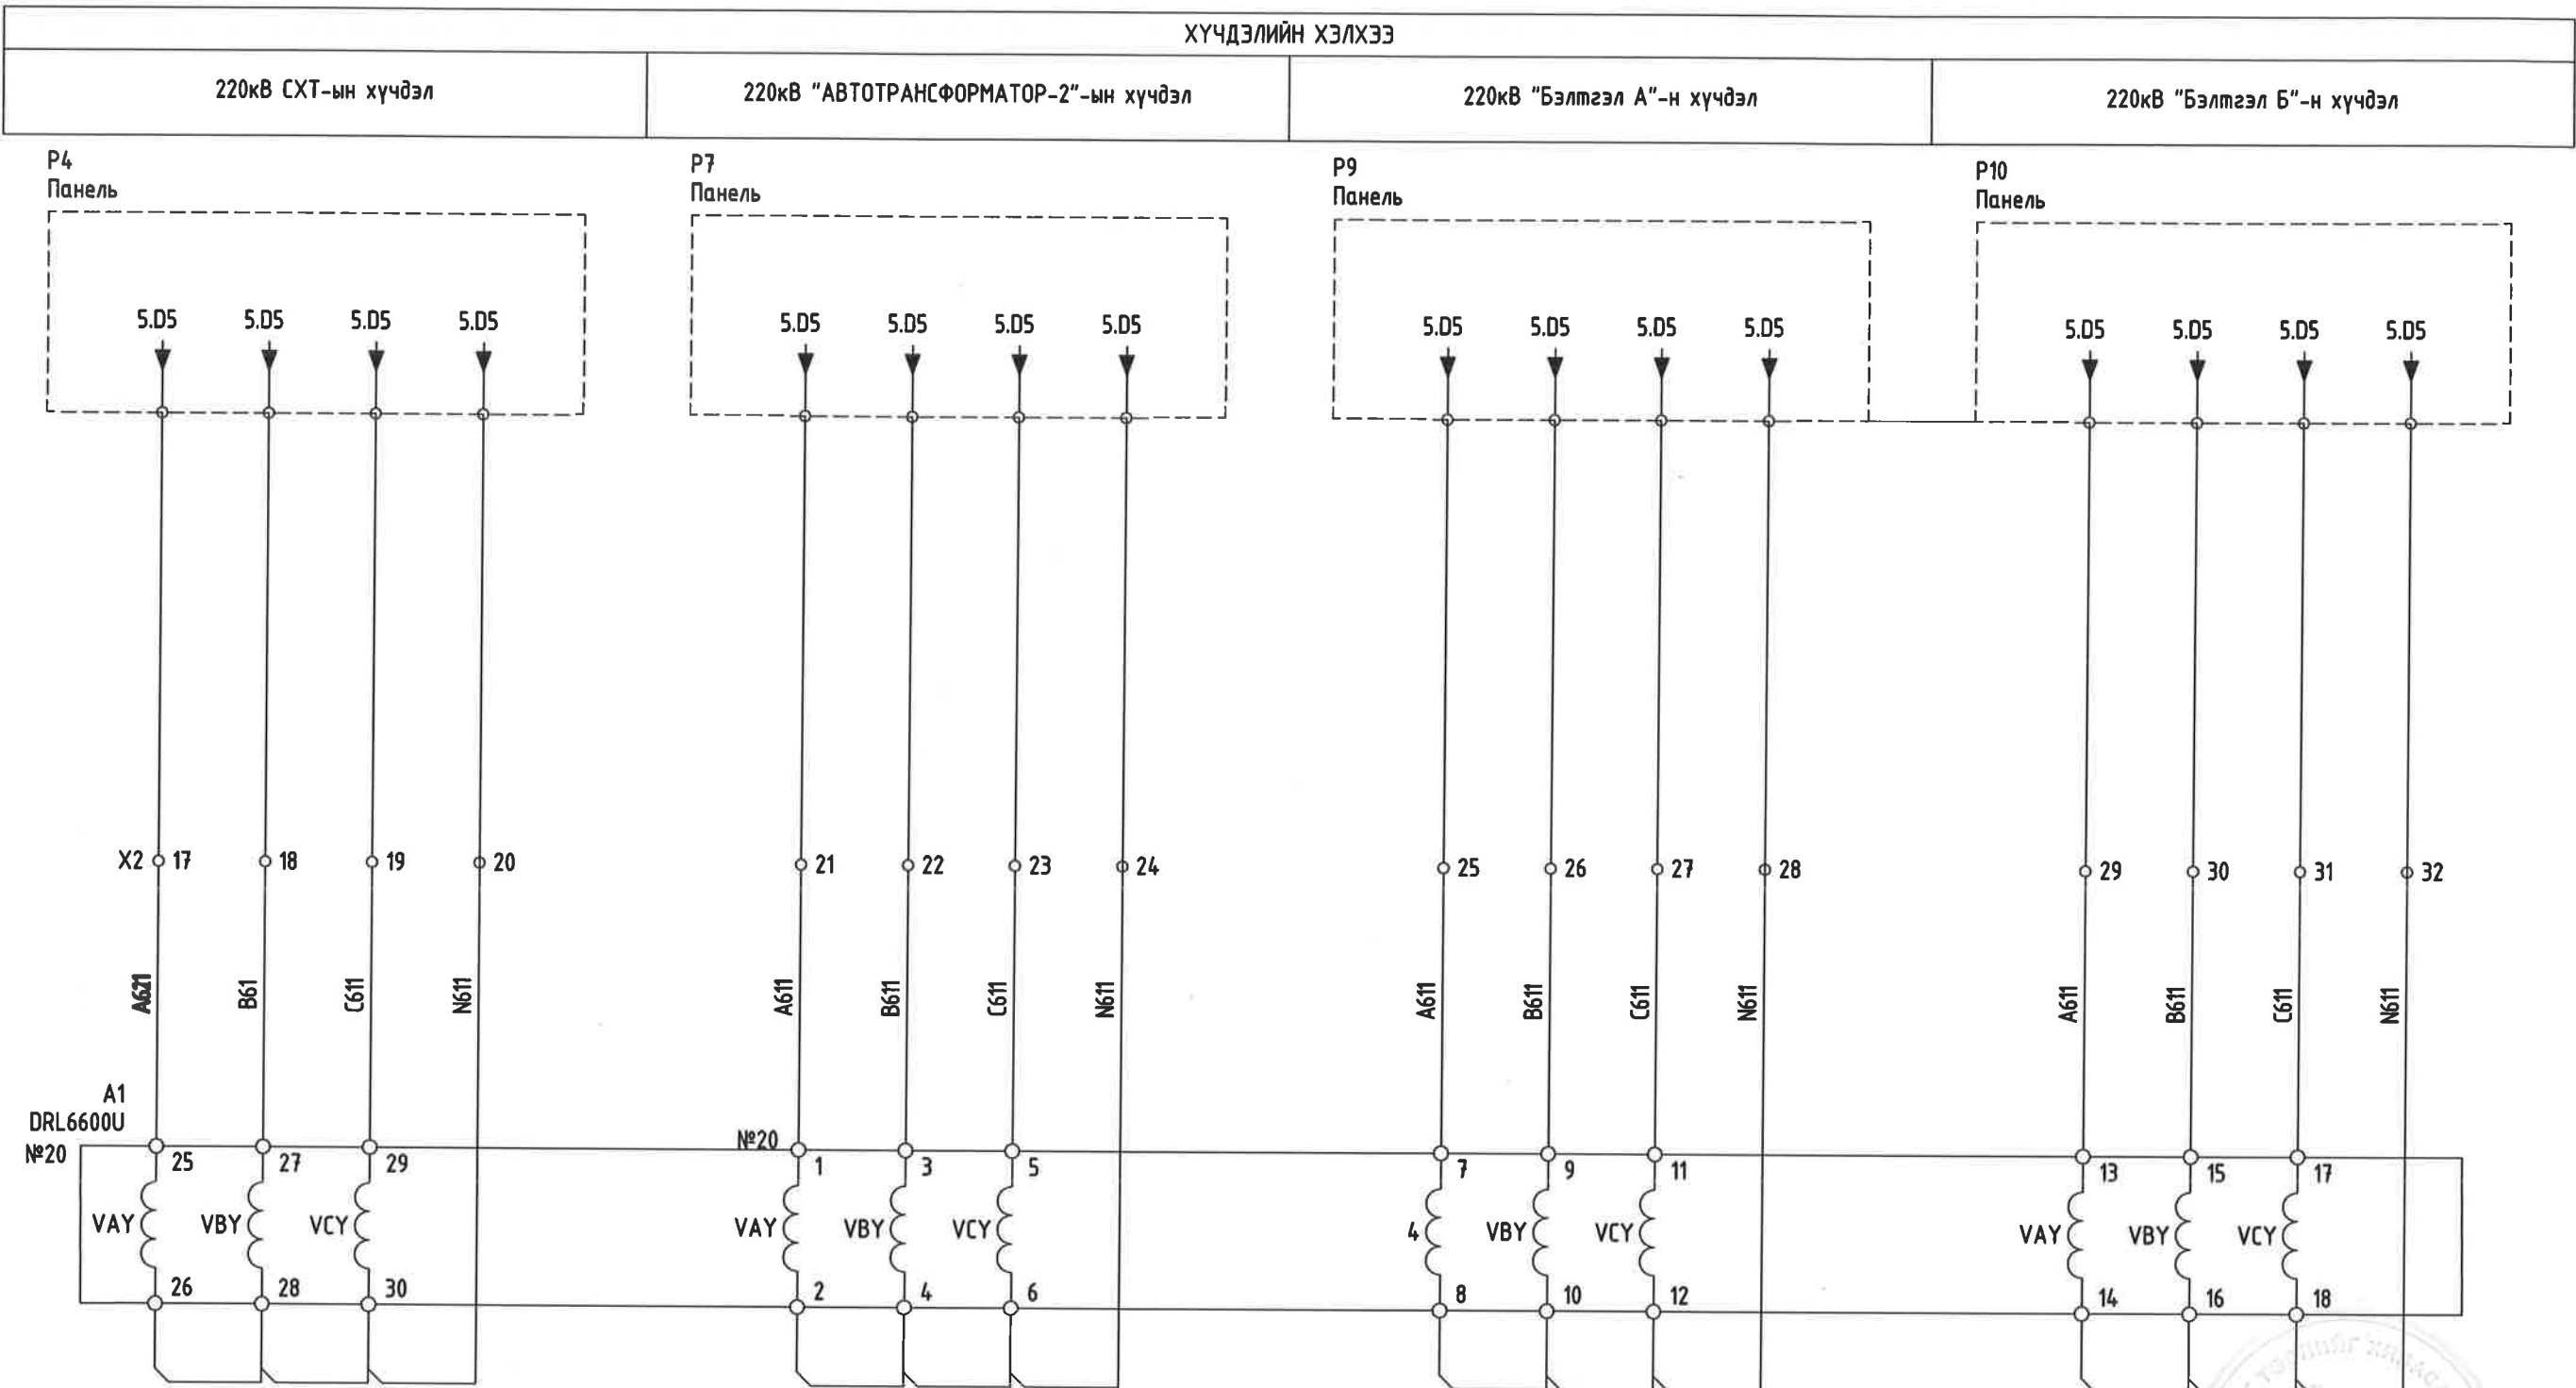 ХҮЧДЭЛИЙН ХЭЛХЭЭ
220кВ СХТ-ын хүчдэл
220кВ "АВТОТРАНСФОРМАТОР-2"-ын хүчдэл
220кВ "Бэлтгэл А"-н хүчдэл
220кВ "Бэлтгэл Б"-н хүчдэл
P4
Панель
P7
Панель
P9
Панель
P10
Панель
5.D5 5.D5 5.D5 5.D5
5.D5 5.D5 5.D5 5.D5
5.D5 5.D5 5.D5 5.D5
5.D5 5.D5 5.D5 5.D5
X2 17 18 19 20
21 22 23 24
25 26 27 28
29 30 31 32
A621 B61 C611 N611
A611 B611 C611 N611
A611 B611 C611 N611
A611 B611 C611 N611
A1
DRL6600U
№20
№20
25 27 29
1 3 5
7 9 11
13 15 17
VAY VBY VCY
VAY VBY VCY
4 VBY VCY
VAY VBY VCY
26 28 30
2 4 6
8 10 12
14 16 18